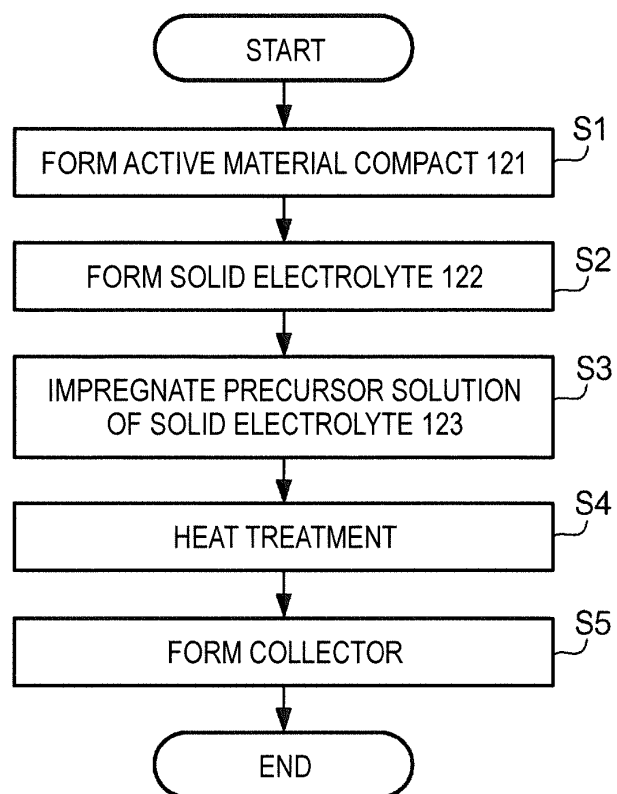 START
S1
FORM ACTIVE MATERIAL COMPACT 121
S2
FORM SOLID ELECTROLYTE 122
S3
IMPREGNATE PRECURSOR SOLUTION
OF SOLID ELECTROLYTE 123
S4
HEAT TREATMENT
S5
FORM COLLECTOR
END